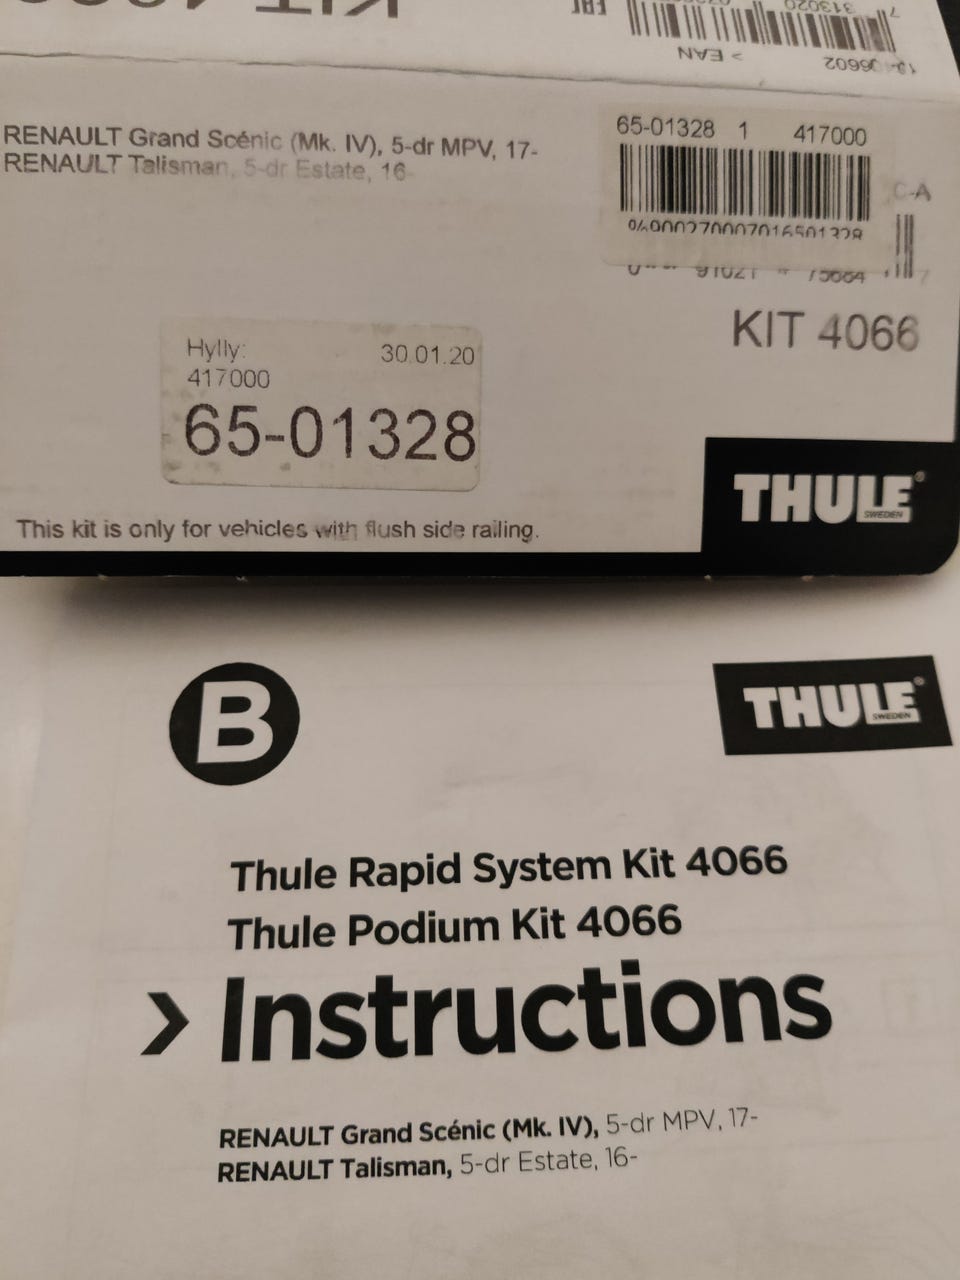 > EAN
RENAULT Grand Scénic (Mk. IV), 5-dr MPV, 17-
RENAULT Talisman, 5-dr Estate, 16-
65-01328 1 417000
C-A
KIT 4066
Hylly: 30.01.20
417000
65-01328
THULE
SWEDEN
This kit is only for vehicles with flush side railing.
B
THULE
SWEDEN
Thule Rapid System Kit 4066
Thule Podium Kit 4066
› Instructions
RENAULT Grand Scénic (Mk. IV), 5-dr MPV, 17-
RENAULT Talisman, 5-dr Estate, 16-